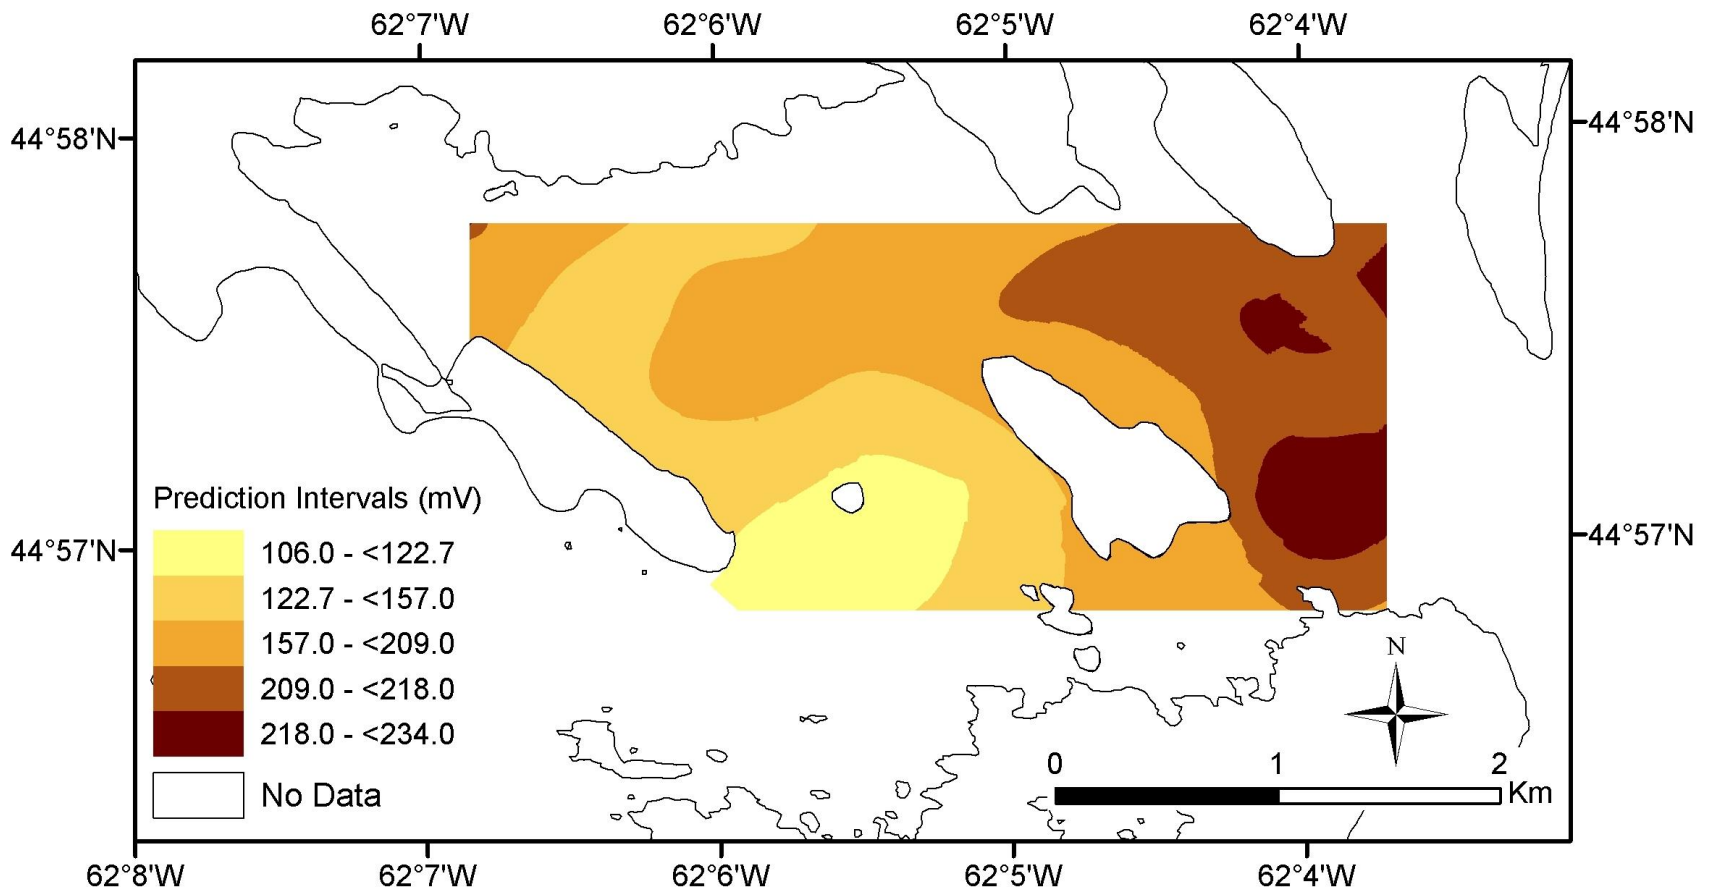 62°7'W 62°6'W 62°5'W 62°4'W
44°58'N 44°58'N
Prediction Intervals (mV)
106.0 - <122.7
44°57'N 44°57'N
122.7 - <157.0
157.0 - <209.0
N
209.0 - <218.0
218.0 - <234.0
0 1 2
No Data
Km
62°8'W 62°7'W 62°6'W 62°5'W 62°4'W